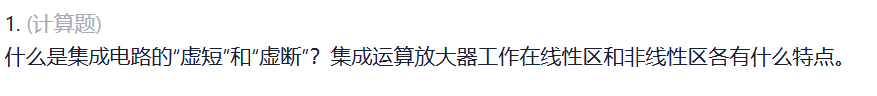 1. (计算题)
什么是集成电路的“虚短”和“虚断”？集成运算放大器工作在线性区和非线性区各有什么特点。